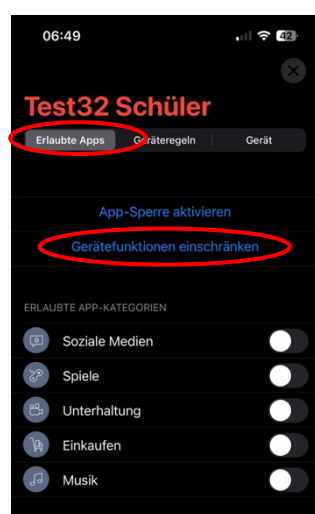 06:49
42
Test32 Schüler
Erlaubte Apps Geräteregeln Gerät
App-Sperre aktivieren
Gerätefunktionen einschränken
ERLAUBTE APP-KATEGORIEN
Soziale Medien
Spiele
Unterhaltung
Einkaufen
Musik